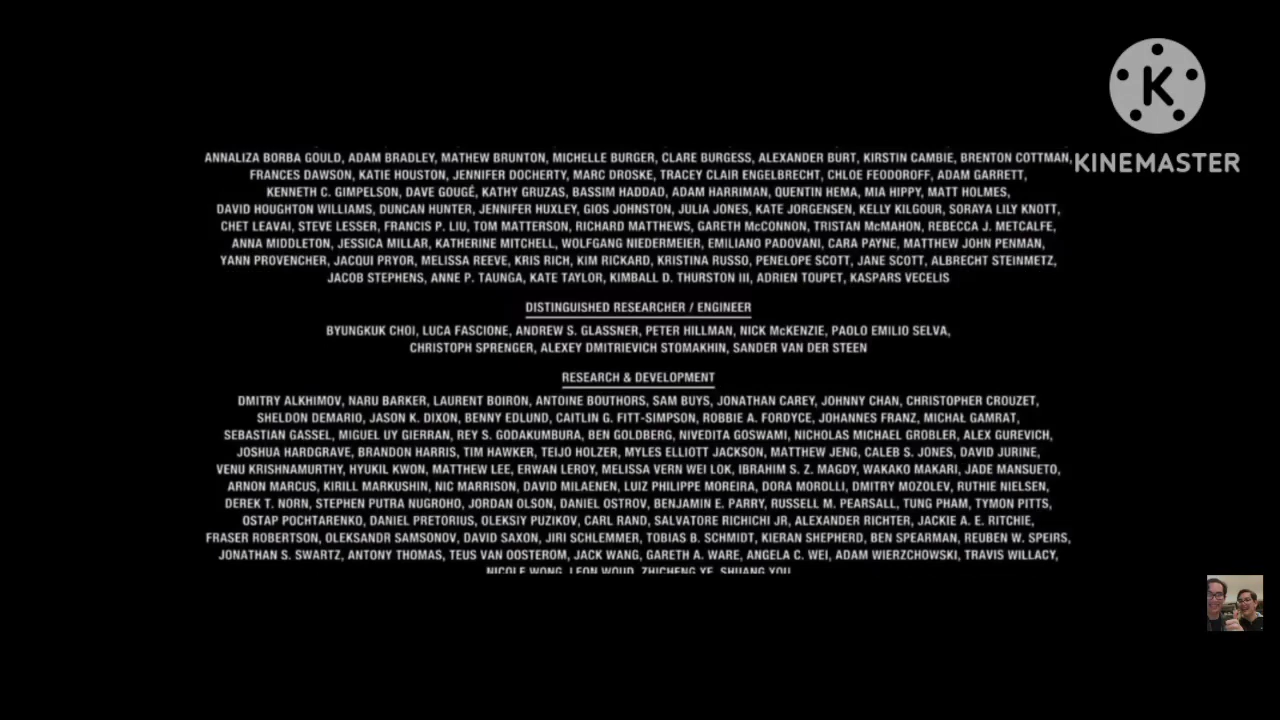 ANNALIZA BORBA GOULD, ADAM BRADLEY, MATHEW BRUNTON, MICHELLE BURGER, CLARE BURGESS, ALEXANDER BURT, KIRSTIN CAMBIE, BRENTON COTTMAN,
FRANCES DAWSON, KATIE HOUSTON, JENNIFER DOCHERTY, MARC DROSKE, TRACEY CLAIR ENGELBRECHT, CHLOE FEODOROFF, ADAM GARRETT,
KENNETH C. GIMPELSON, DAVE GOUGÉ, KATHY GRUZAS, BASSIM HADDAD, ADAM HARRIMAN, QUENTIN HEMA, MIA HIPPY, MATT HOLMES,
DAVID HOUGHTON WILLIAMS, DUNCAN HUNTER, JENNIFER HUXLEY, GIOS JOHNSTON, JULIA JONES, KATE JORGENSEN, KELLY KILGOUR, SORAYA LILY KNOTT,
CHET LEAVAI, STEVE LESSER, FRANCIS P. LIU, TOM MATTERSON, RICHARD MATTHEWS, GARETH McCONNON, TRISTAN McMAHON, REBECCA J. METCALFE,
ANNA MIDDLETON, JESSICA MILLAR, KATHERINE MITCHELL, WOLFGANG NIEDERMEIER, EMILIANO PADOVANI, CARA PAYNE, MATTHEW JOHN PENMAN,
YANN PROVENCHER, JACQUI PRYOR, MELISSA REEVE, KRIS RICH, KIM RICKARD, KRISTINA RUSSO, PENELOPE SCOTT, JANE SCOTT, ALBRECHT STEINMETZ,
JACOB STEPHENS, ANNE P. TAUNGA, KATE TAYLOR, KIMBALL D. THURSTON III, ADRIEN TOUPET, KASPARS VECELIS
DISTINGUISHED RESEARCHER / ENGINEER
BYUNGKUK CHOI, LUCA FASCIONE, ANDREW S. GLASSNER, PETER HILLMAN, NICK McKENZIE, PAOLO EMILIO SELVA,
CHRISTOPH SPRENGER, ALEXEY DMITRIEVICH STOMAKHIN, SANDER VAN DER STEEN
RESEARCH & DEVELOPMENT
DMITRY ALKHIMOV, NARU BARKER, LAURENT BOIRON, ANTOINE BOUTHORS, SAM BUYS, JONATHAN CAREY, JOHNNY CHAN, CHRISTOPHER CROUZET,
SHELDON DEMARIO, JASON K. DIXON, BENNY EDLUND, CAITLIN G. FITT-SIMPSON, ROBBIE A. FORDYCE, JOHANNES FRANZ, MICHAŁ GAMRAT,
SEBASTIAN GASSEL, MIGUEL UY GIERRAN, REY S. GODAKUMBURA, BEN GOLDBERG, NIVEDITA GOSWAMI, NICHOLAS MICHAEL GROBLER, ALEX GUREVICH,
JOSHUA HARDGRAVE, BRANDON HARRIS, TIM HAWKER, TEIJO HOLZER, MYLES ELLIOTT JACKSON, MATTHEW JENG, CALEB S. JONES, DAVID JURINE,
VENU KRISHNAMURTHY, HYUKIL KWON, MATTHEW LEE, ERWAN LEROY, MELISSA VERN WEI LOK, IBRAHIM S. Z. MAGDY, WAKAKO MAKARI, JADE MANSUETO,
ARNON MARCUS, KIRILL MARKUSHIN, NIC MARRISON, DAVID MILAENEN, LUIZ PHILIPPE MOREIRA, DORA MOROLLI, DMITRY MOZOLEV, RUTHIE NIELSEN,
DEREK T. NORN, STEPHEN PUTRA NUGROHO, JORDAN OLSON, DANIEL OSTROV, BENJAMIN E. PARRY, RUSSELL M. PEARSALL, TUNG PHAM, TYMON PITTS,
OSTAP POCHTARENKO, DANIEL PRETORIUS, OLEKSIY PUZIKOV, CARL RAND, SALVATORE RICHICHI JR, ALEXANDER RICHTER, JACKIE A. E. RITCHIE,
FRASER ROBERTSON, OLEKSANDR SAMSONOV, DAVID SAXON, JIRI SCHLEMMER, TOBIAS B. SCHMIDT, KIERAN SHEPHERD, BEN SPEARMAN, REUBEN W. SPEIRS,
JONATHAN S. SWARTZ, ANTONY THOMAS, TEUS VAN OOSTEROM, JACK WANG, GARETH A. WARE, ANGELA C. WEI, ADAM WIERZCHOWSKI, TRAVIS WILLACY,
NICOLE WONG, LEON WOUD, ZHICHENG YE, SHUANG YOU
K
KINEMASTER